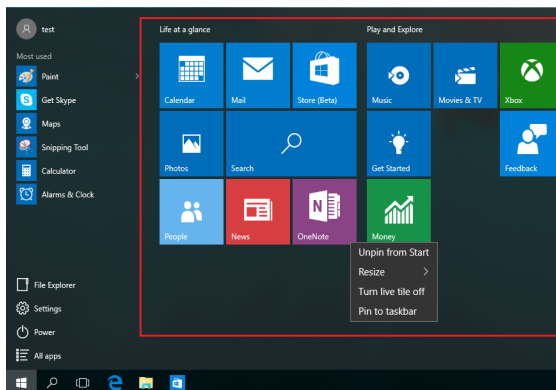 test
Most used
Paint
Get Skype
Maps
Snipping Tool
Calculator
Alarms & Clock
File Explorer
Settings
Power
All apps
Life at a glance
Play and Explore
Calendar
Mail
Store (Beta)
Music
Movies & TV
Xbox
Photos
Search
Get Started
Feedback
People
News
OneNote
Money
Unpin from Start
Resize
Turn live tile off
Pin to taskbar